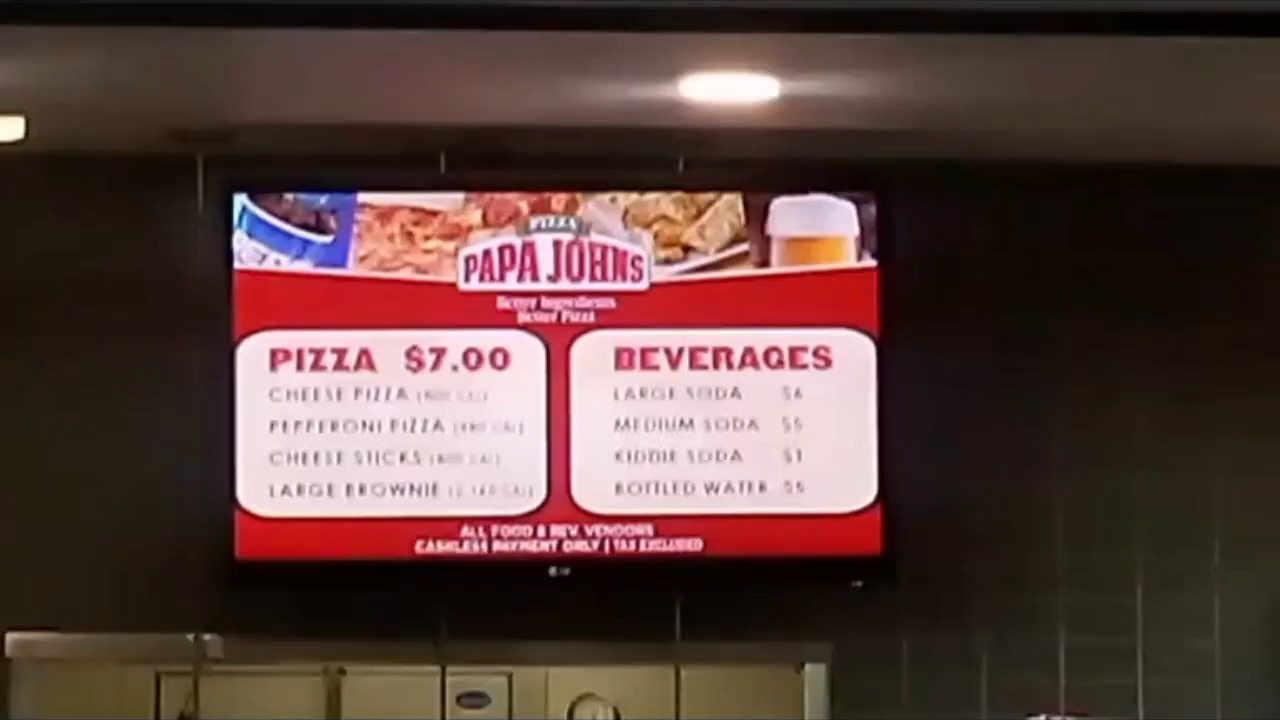 PIZZA
PAPA JOHNS
Better Ingredients.
Better Pizza.
PIZZA $7.00
CHEESE PIZZA
PEPPERONI PIZZA
CHEESE STICKS
LARGE BROWNIE
BEVERAGES
LARGE SODA $6
MEDIUM SODA $5
KIDDIE SODA $1
BOTTLED WATER
ALL FOOD & BEV. VENDORS
CASHLESS PAYMENT ONLY | TAX EXCLUDED
LG